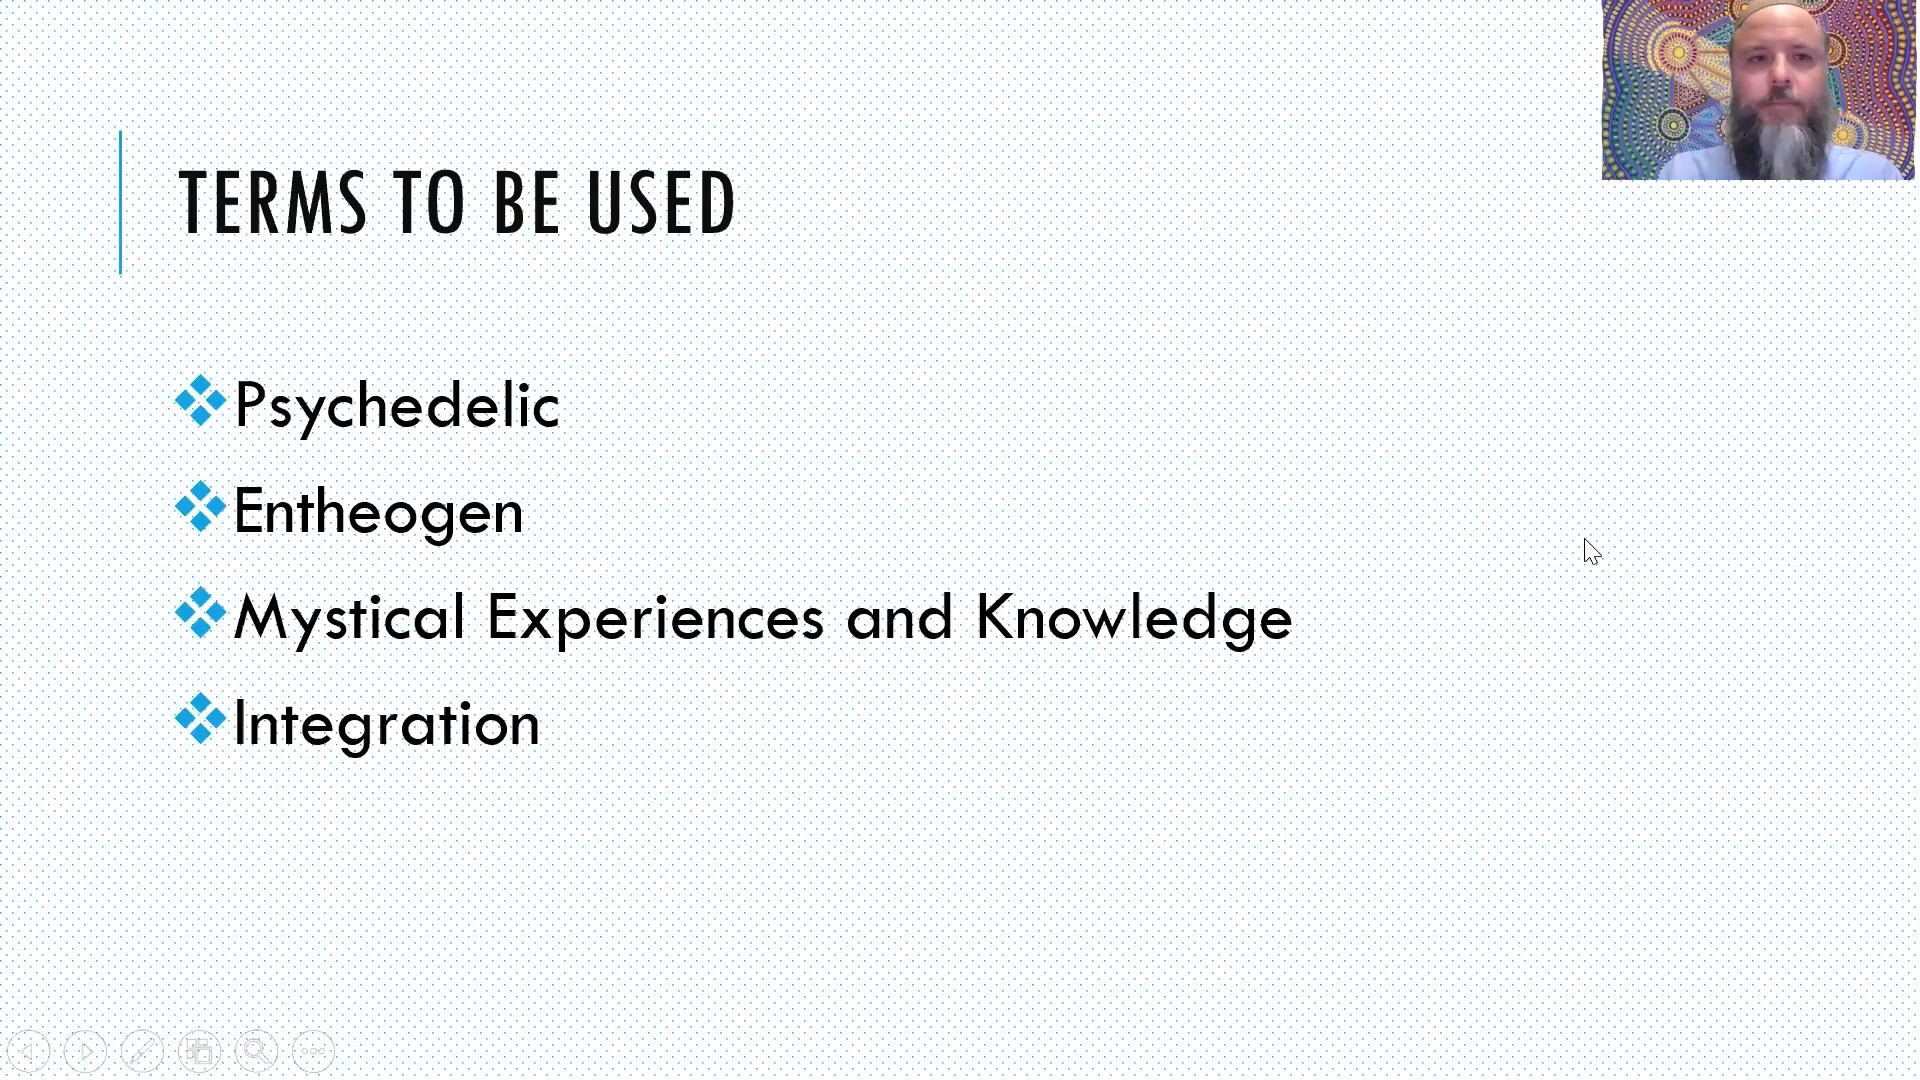 TERMS TO BE USED
Psychedelic
Entheogen
Mystical Experiences and Knowledge
Integration